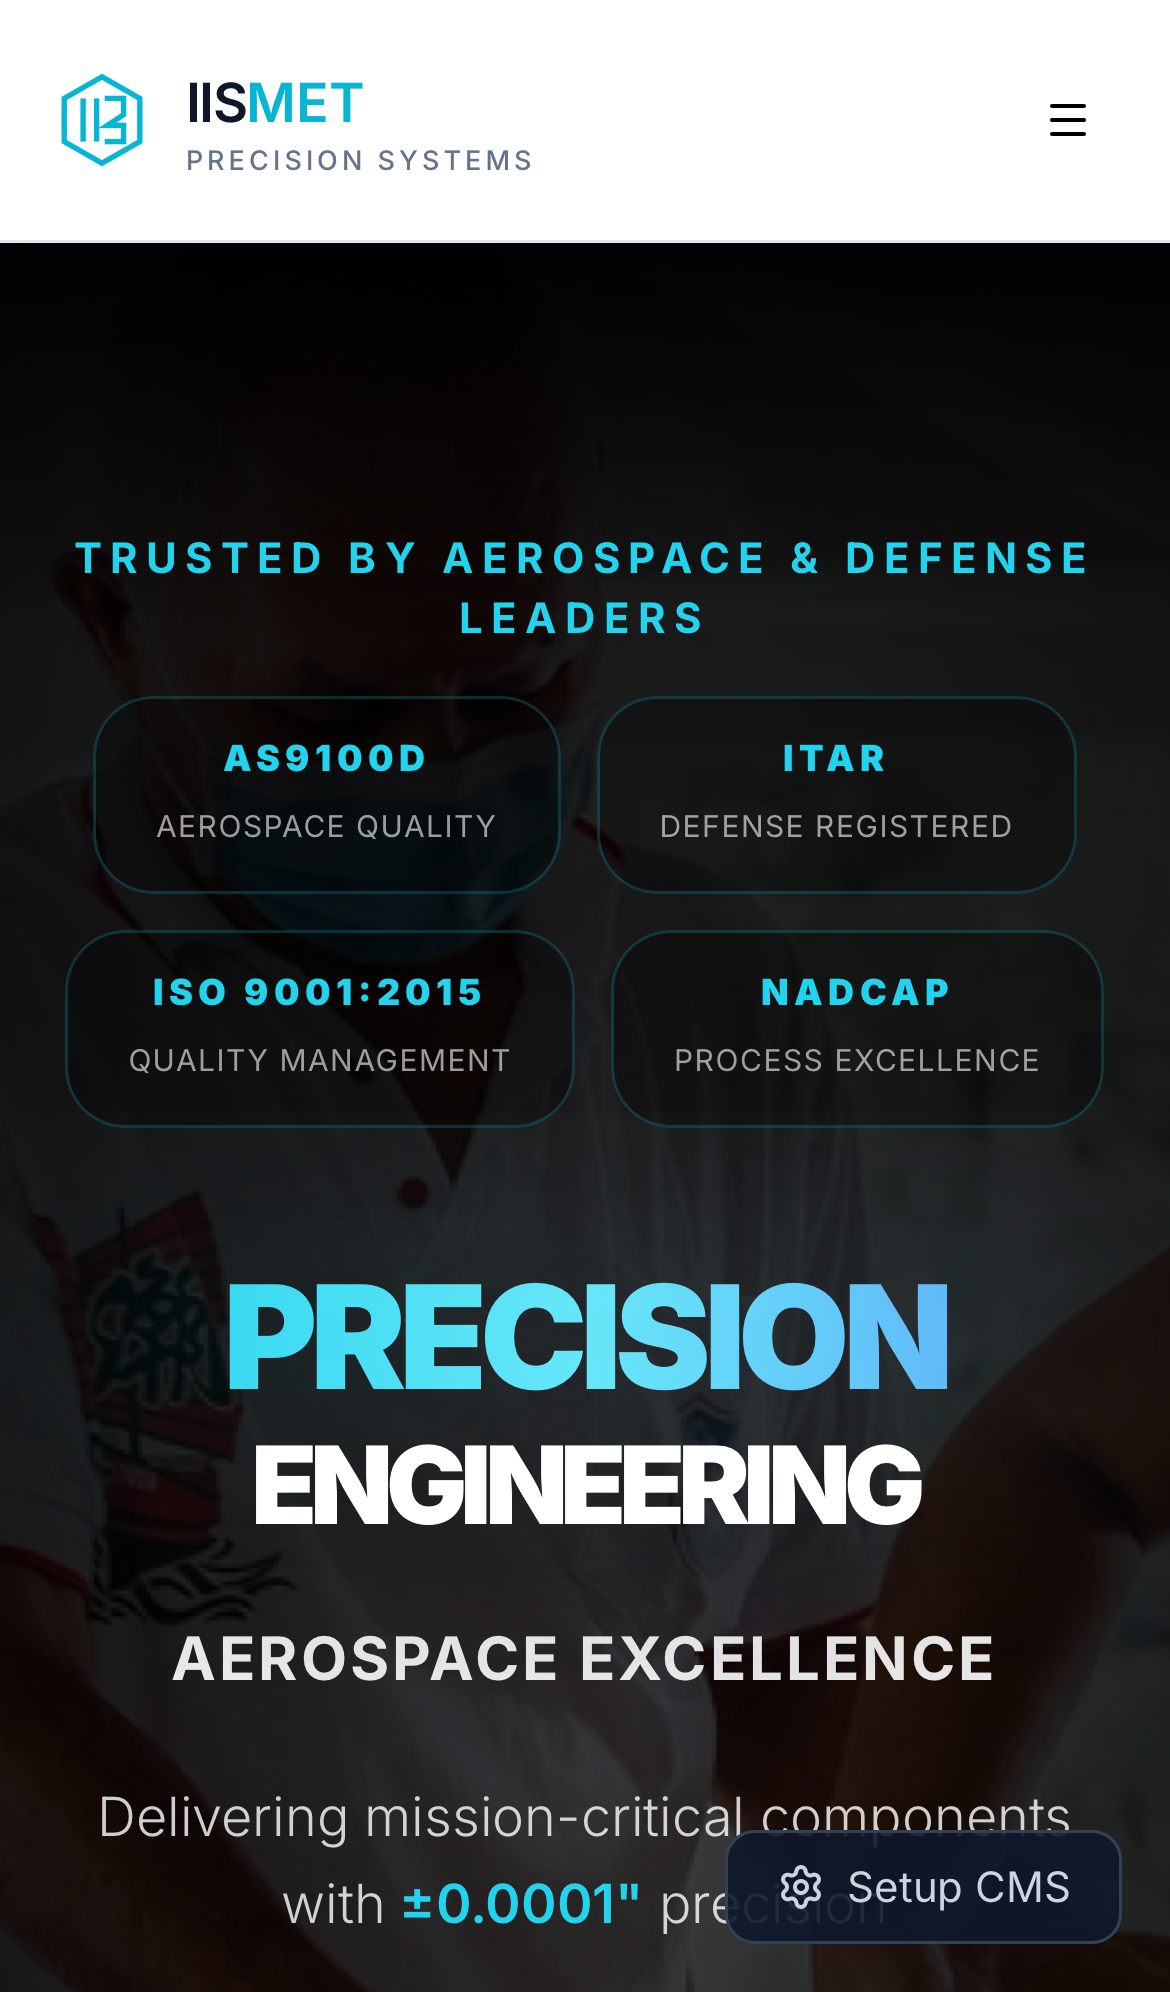 IISMET
PRECISION SYSTEMS
TRUSTED BY AEROSPACE & DEFENSE
LEADERS
AS9100D
AEROSPACE QUALITY
ITAR
DEFENSE REGISTERED
ISO 9001:2015
QUALITY MANAGEMENT
NADCAP
PROCESS EXCELLENCE
PRECISION
ENGINEERING
AEROSPACE EXCELLENCE
Delivering mission-critical components
with ±0.0001" precision
Setup CMS